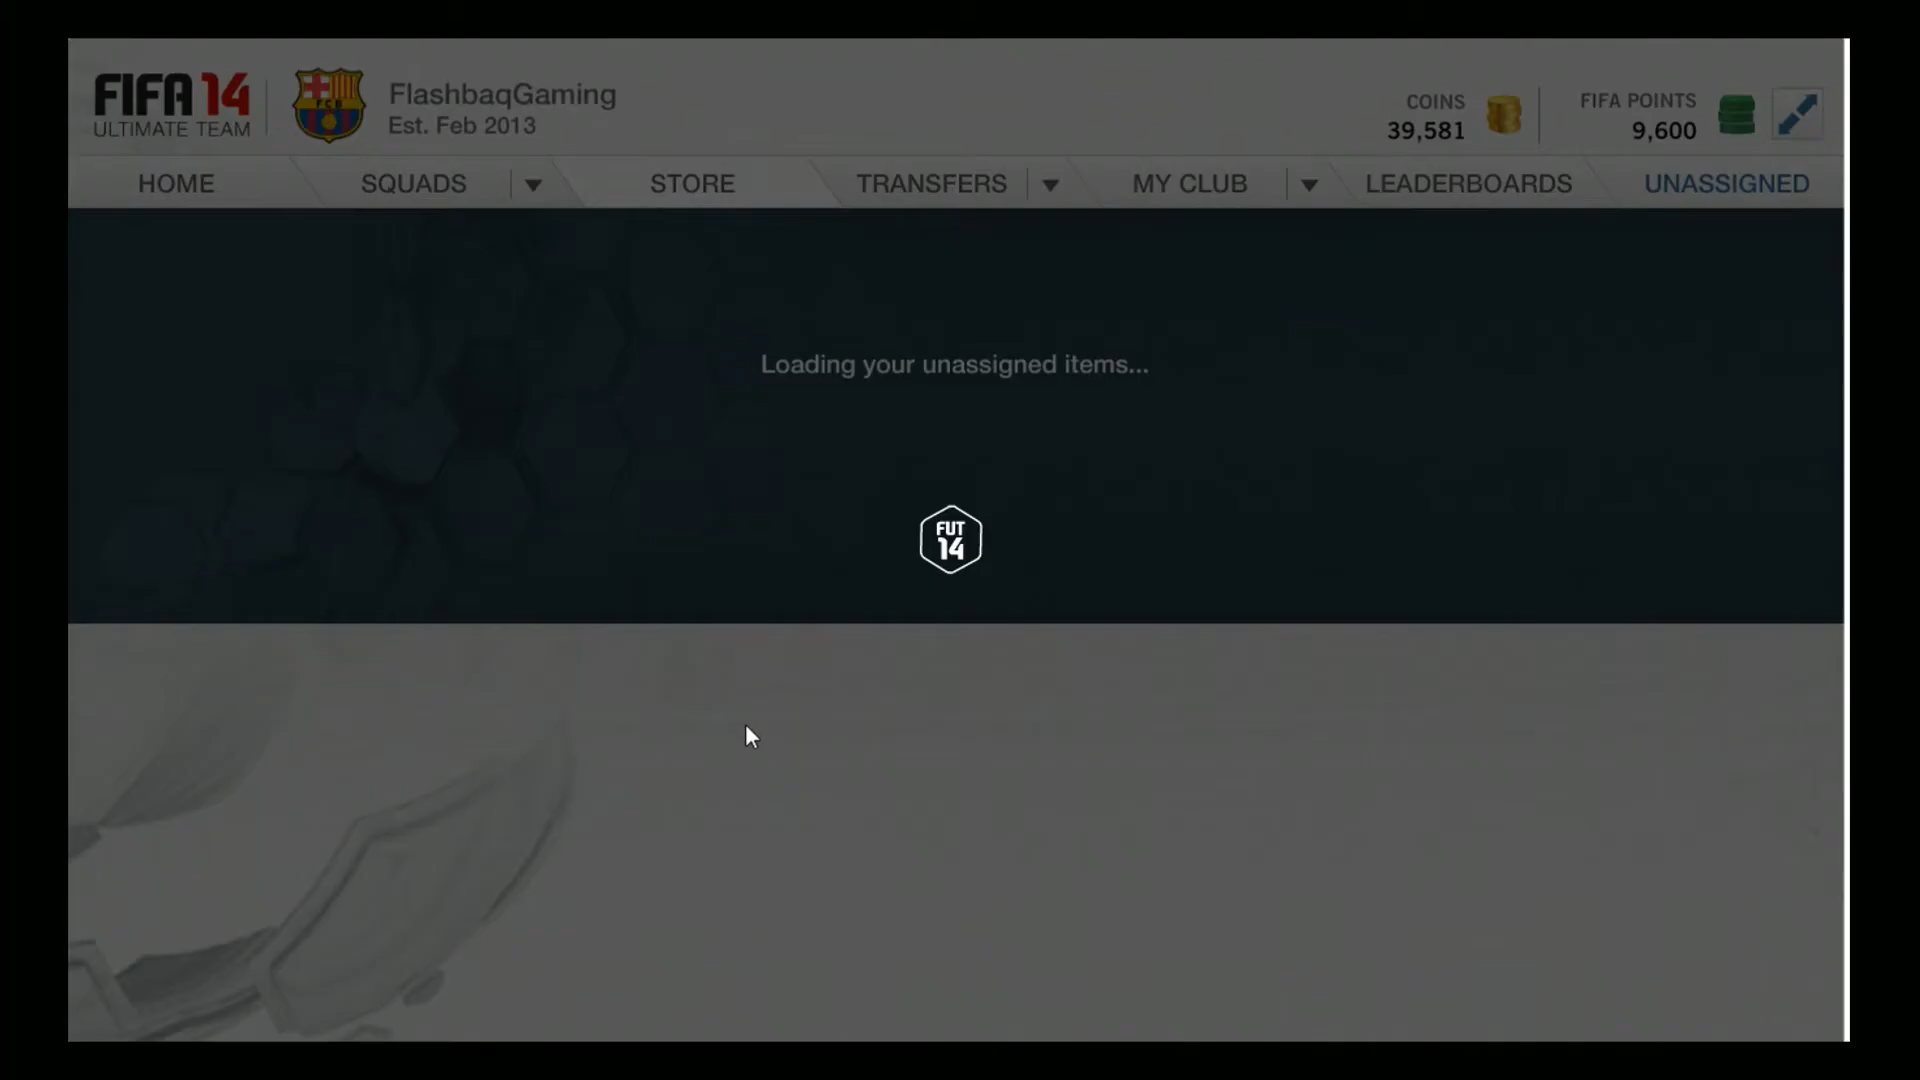 FIFA 14
ULTIMATE TEAM
FCB
FlashbaqGaming
Est. Feb 2013
COINS
39,581
FIFA POINTS
9,600
HOME
SQUADS
STORE
TRANSFERS
MY CLUB
LEADERBOARDS
UNASSIGNED
Loading your unassigned items...
FUT
14